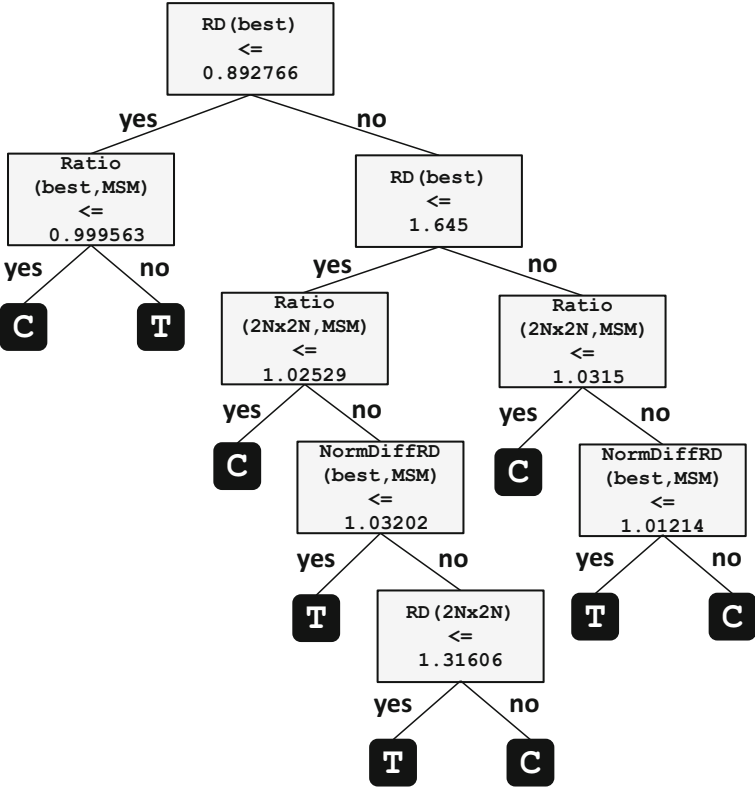 RD(best)
<=
0.892766
yes
no
Ratio
(best,MSM)
<=
0.999563
RD(best)
<=
1.645
yes
no
yes
no
C
T
Ratio
(2Nx2N,MSM)
<=
1.02529
Ratio
(2Nx2N,MSM)
<=
1.0315
yes
no
yes
no
C
C
NormDiffRD
(best,MSM)
<=
1.03202
NormDiffRD
(best,MSM)
<=
1.01214
yes
no
yes
no
T
RD(2Nx2N)
<=
1.31606
T
C
yes
no
T
C